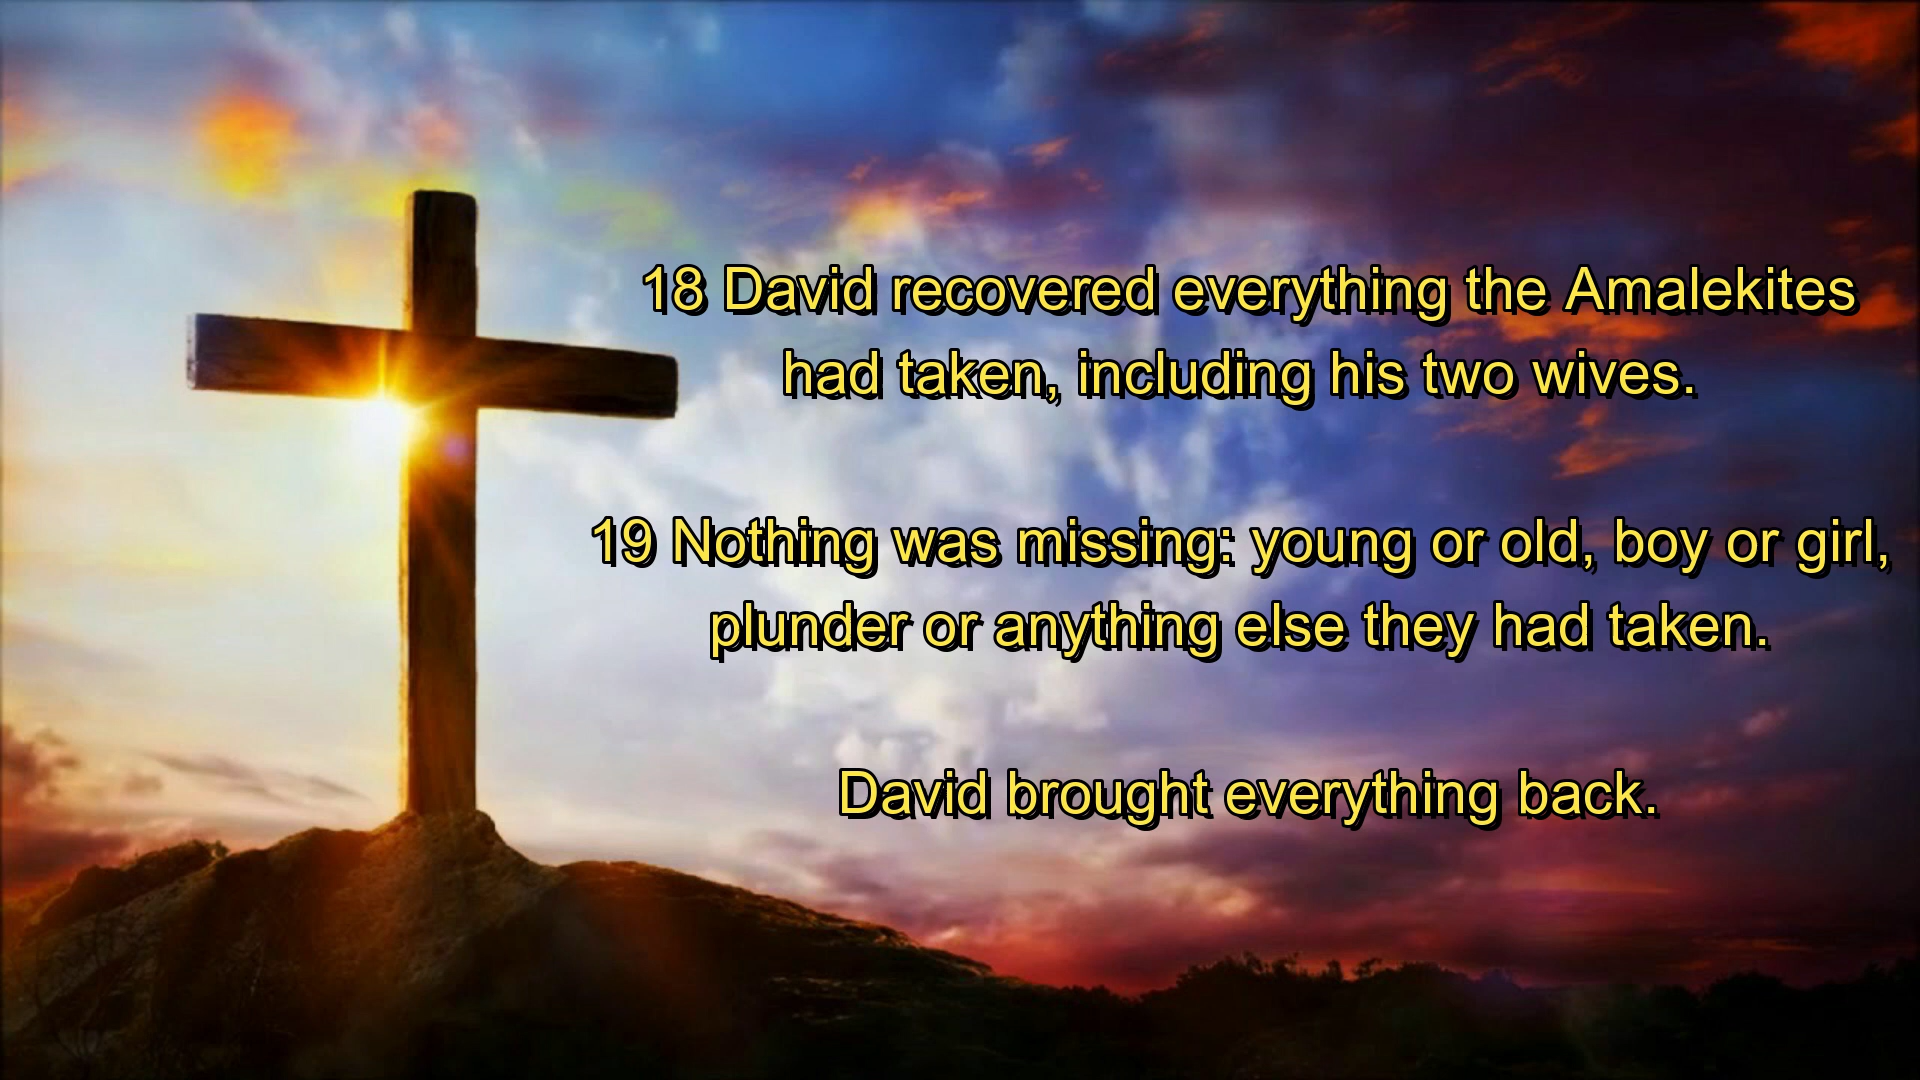 18 David recovered everything the Amalekites
had taken, including his two wives.
19 Nothing was missing: young or old, boy or girl,
plunder or anything else they had taken.
David brought everything back.